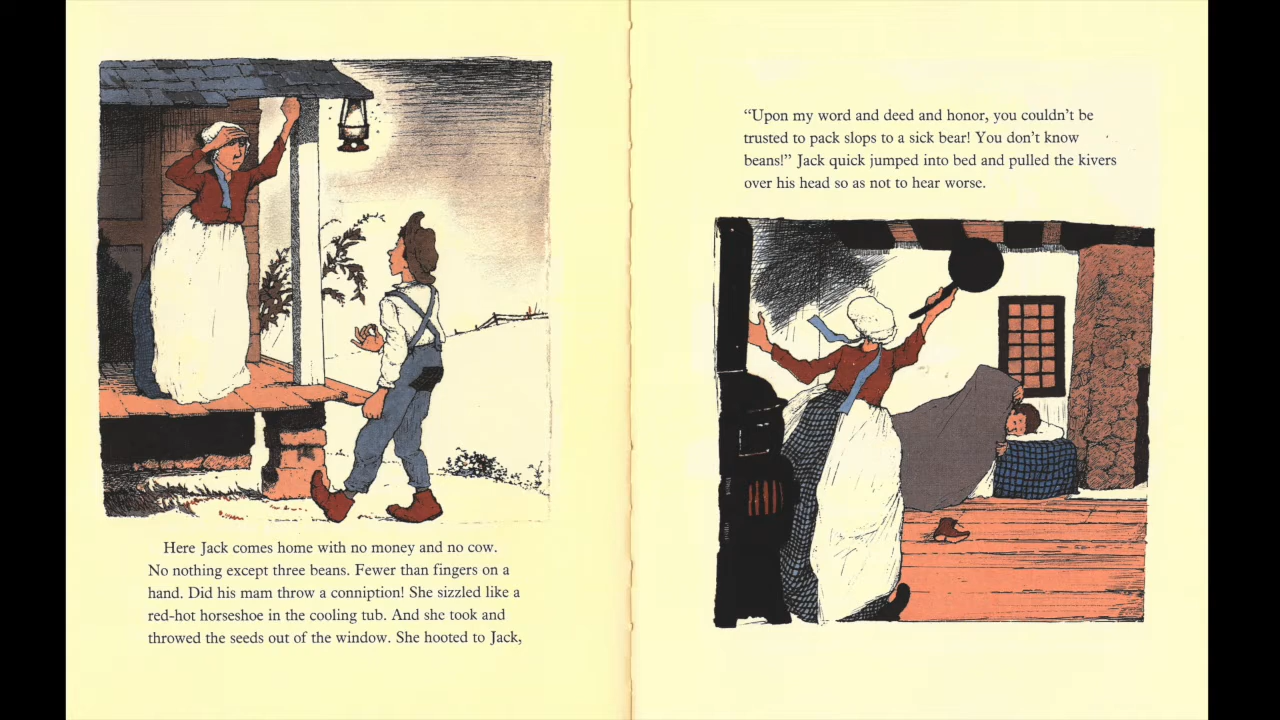 Here Jack comes home with no money and no cow.
No nothing except three beans. Fewer than fingers on a
hand. Did his mam throw a conniption! She sizzled like a
red-hot horseshoe in the cooling tub. And she took and
throwed the seeds out of the window. She hooted to Jack,
“Upon my word and deed and honor, you couldn’t be
trusted to pack slops to a sick bear! You don’t know
beans!” Jack quick jumped into bed and pulled the kivers
over his head so as not to hear worse.